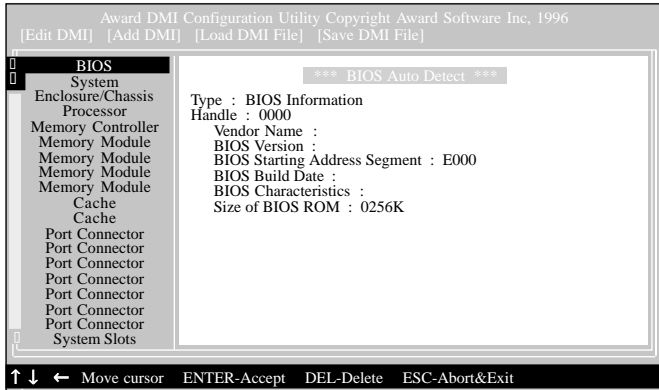 Award DMI Configuration Utility Copyright Award Software Inc, 1996
[Edit DMI] [Add DMI] [Load DMI File] [Save DMI File]
BIOS
System
Enclosure/Chassis
Processor
Memory Controller
Memory Module
Memory Module
Memory Module
Memory Module
Cache
Cache
Port Connector
Port Connector
Port Connector
Port Connector
Port Connector
Port Connector
Port Connector
System Slots
*** BIOS Auto Detect ***
Type : BIOS Information
Handle : 0000
Vendor Name :
BIOS Version :
BIOS Starting Address Segment : E000
BIOS Build Date :
BIOS Characteristics :
Size of BIOS ROM : 0256K
↑↓ ← Move cursor ENTER-Accept DEL-Delete ESC-Abort&Exit